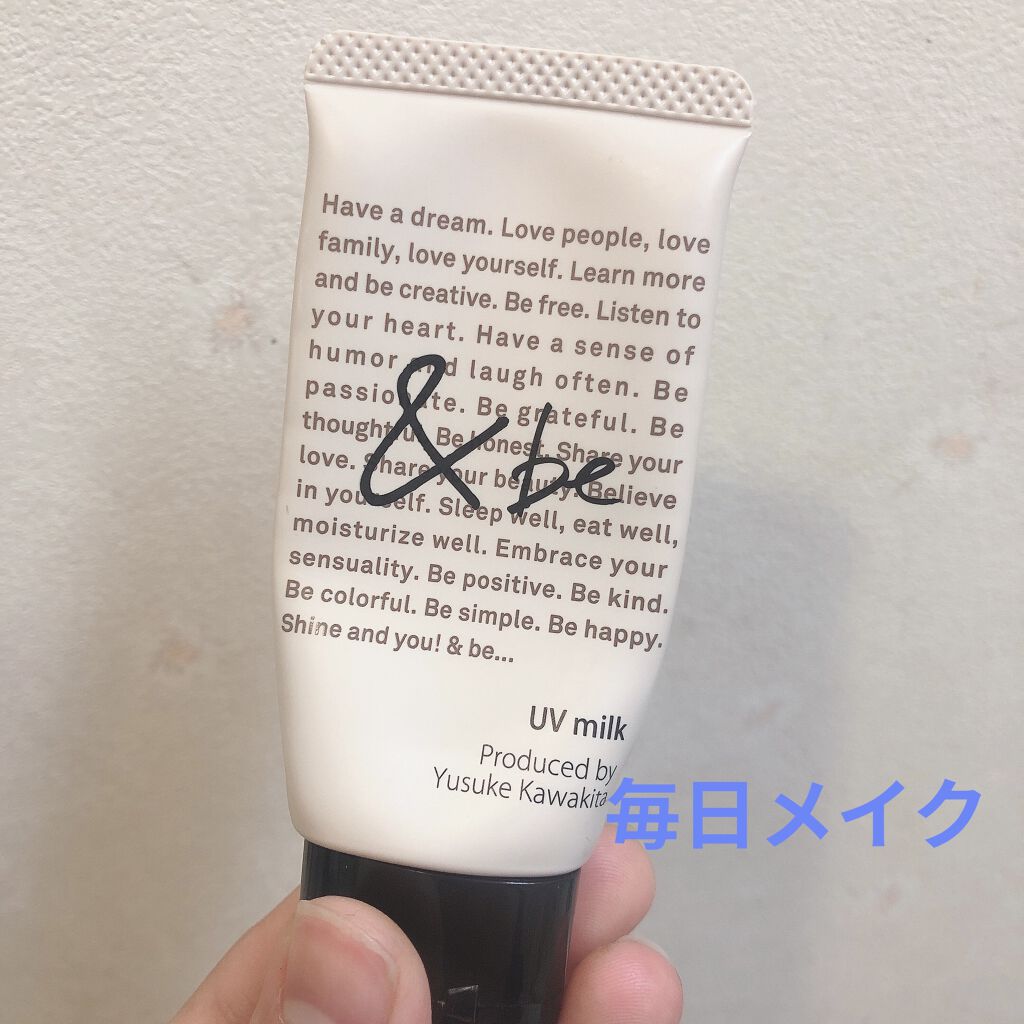 Have a dream. Love people, love
family, love yourself. Learn more
and be creative. Be free. Listen to
your heart. Have a sense of
humor and laugh often. Be
passionate. Be grateful. Be
thoughtful. Be honest. Share your
love. Share your beauty. Believe
in yourself. Sleep well, eat well,
moisturize well. Embrace your
sensuality. Be positive. Be kind.
Be colorful. Be simple. Be happy.
Shine and you! & be...
& be
UV milk
Produced by
Yusuke Kawakita
毎日メイク